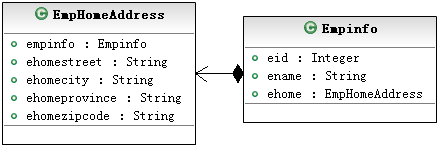 EmpHomeAddress
empinfo : Empinfo
ehomestreet : String
ehomecity : String
ehomeprovince : String
ehomezipcode : String
Empinfo
eid : Integer
ename : String
ehome : EmpHomeAddress